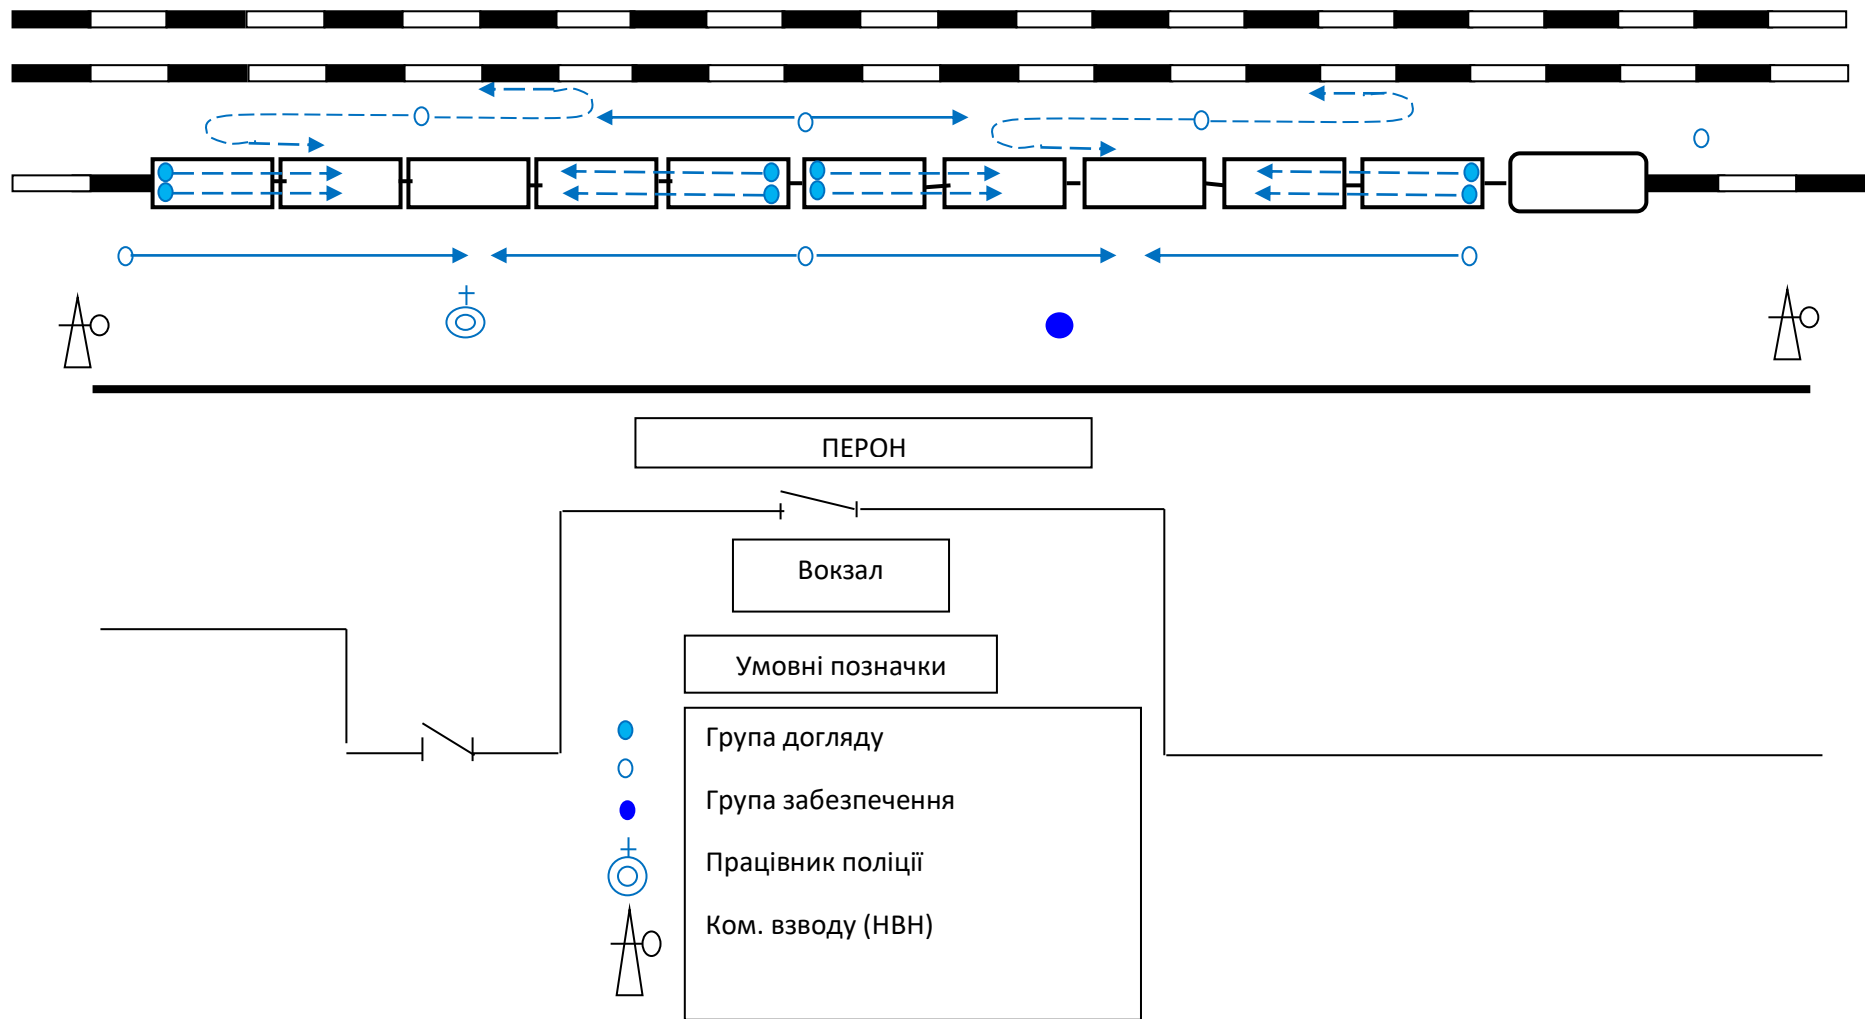 ПЕРОН
Вокзал
Умовні позначки
Група догляду
Група забезпечення
Працівник поліції
Ком. взводу (НВН)